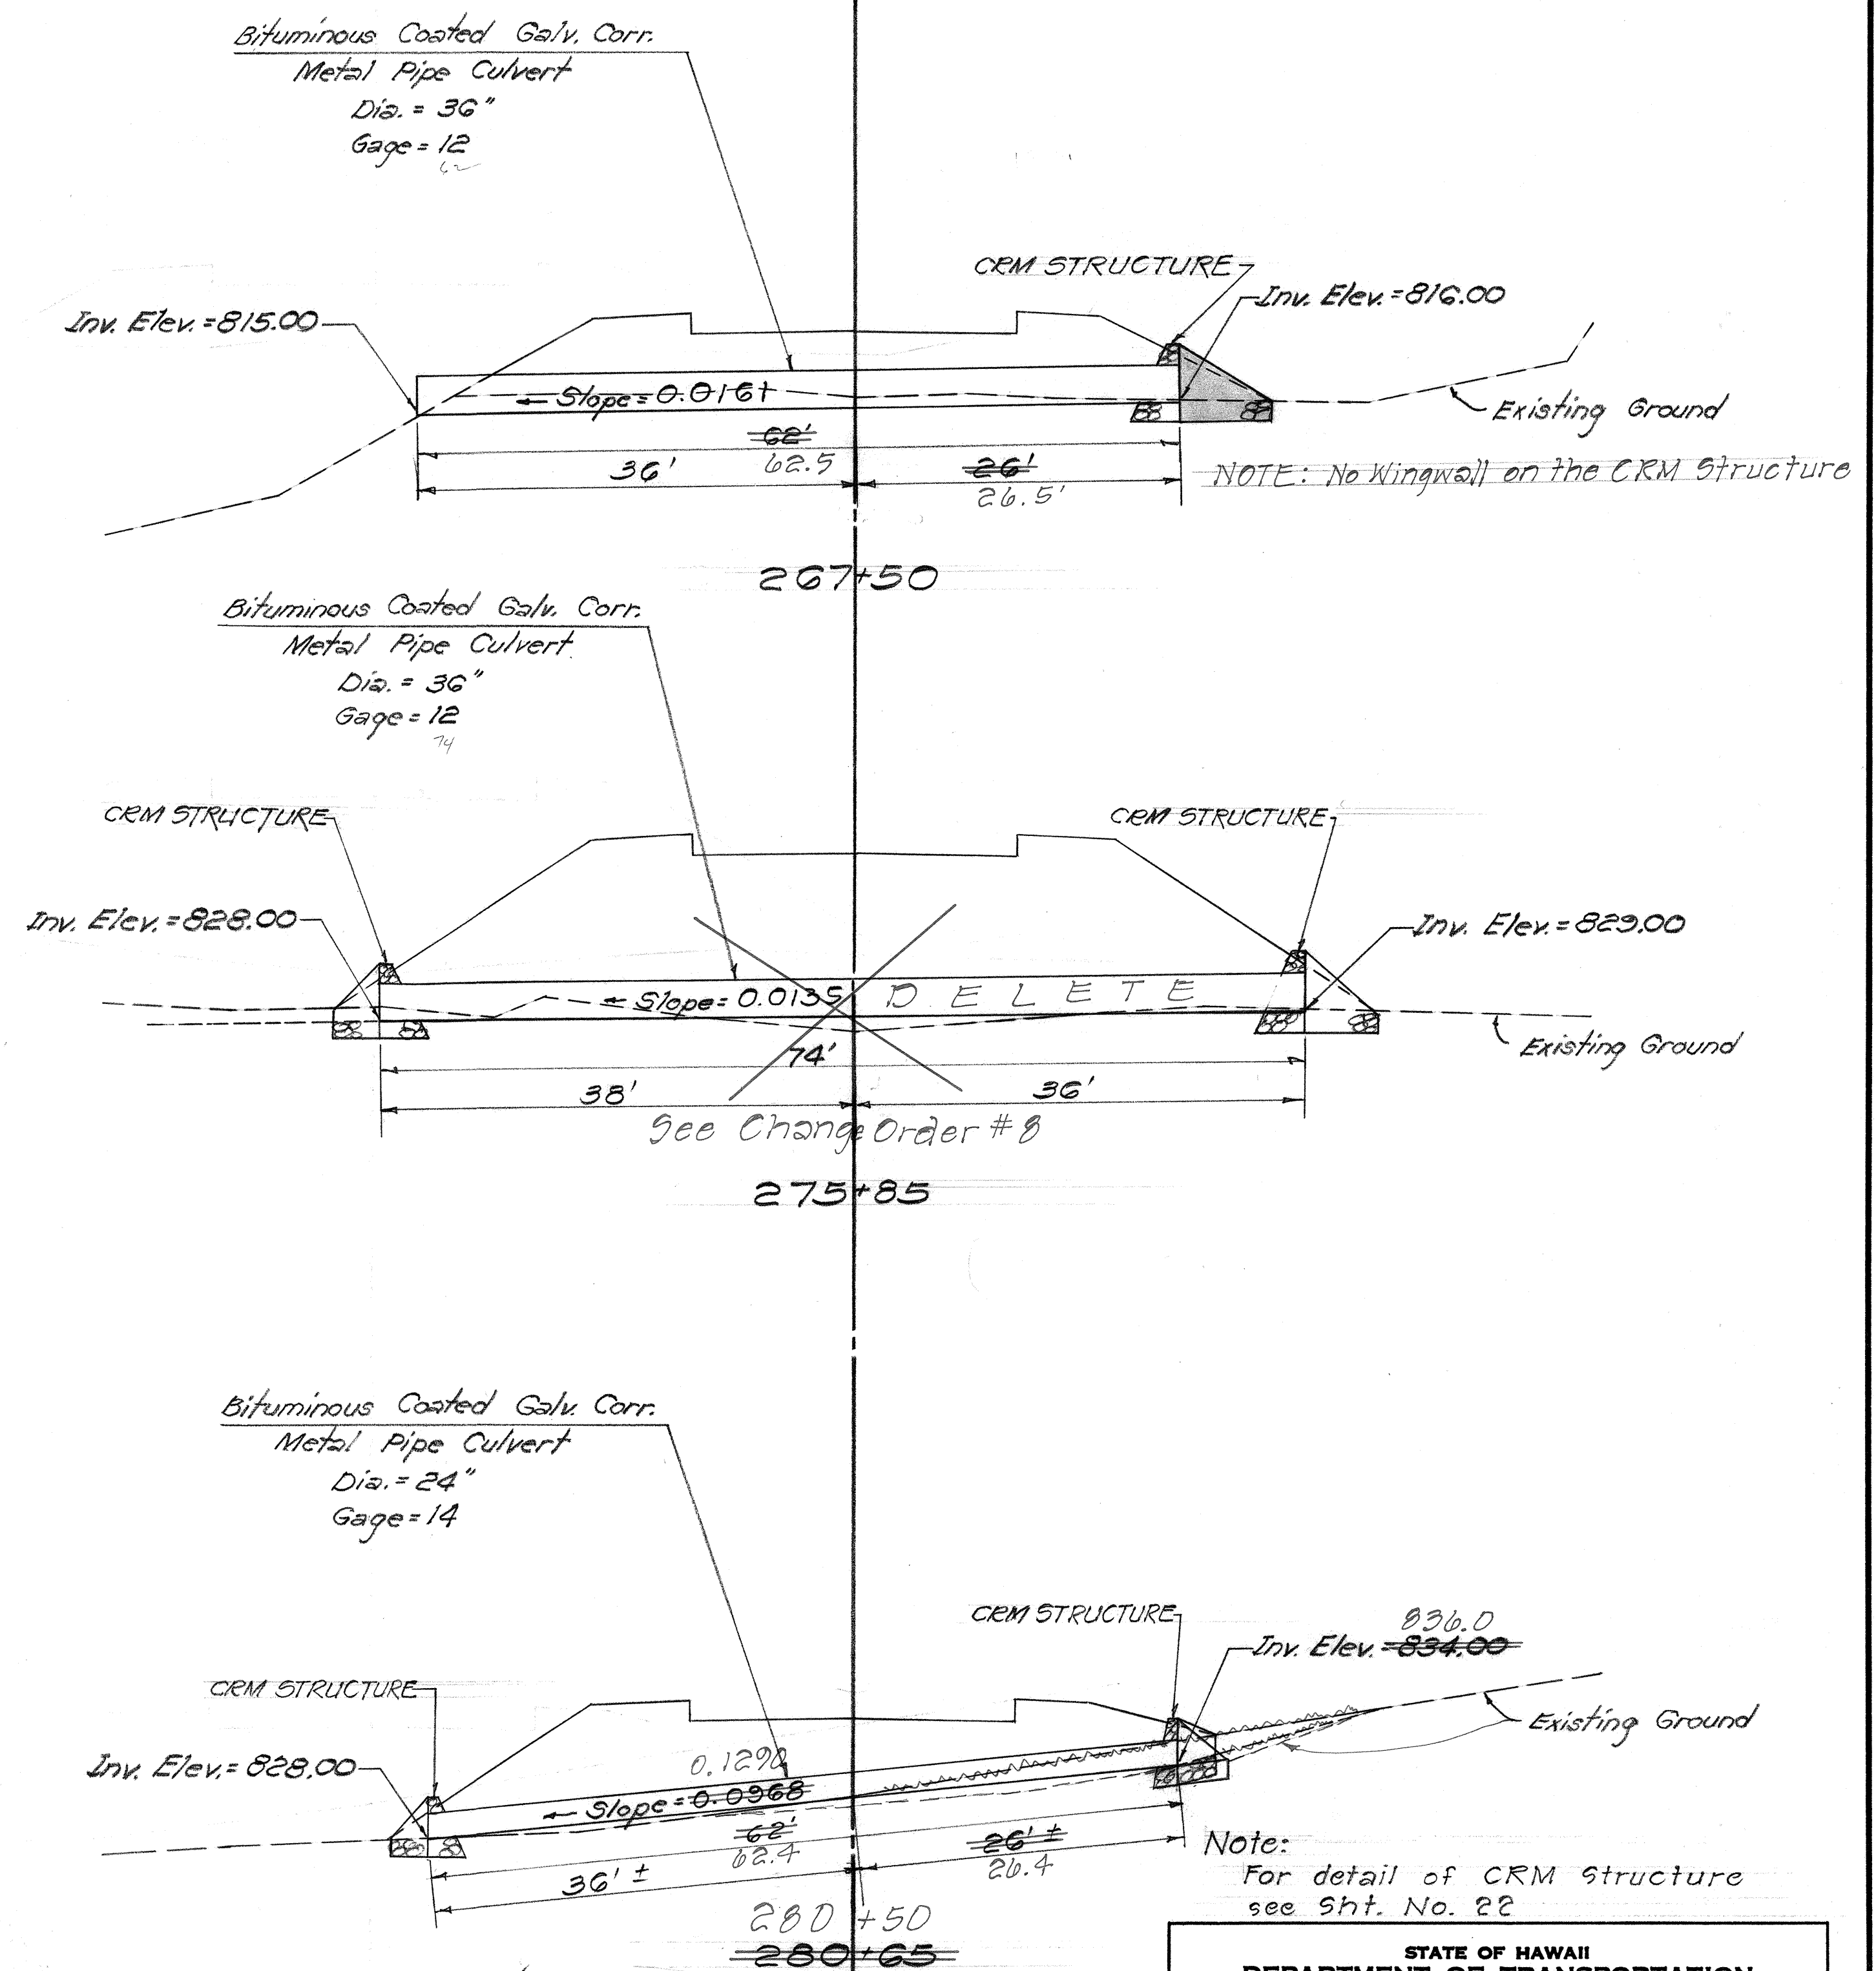 Bituminous Coated Galv. Corr.
Metal Pipe Culvert
Dia. = 36"
Gage = 12
62
CRM STRUCTURE
Inv. Elev. = 815.00
Inv. Elev. = 816.00
Slope = 0.0161
Existing Ground
62'
62.5
36'
26'
26.5'
NOTE: No Wingwall on the CRM Structure
267+50
Bituminous Coated Galv. Corr.
Metal Pipe Culvert
Dia. = 36"
Gage = 12
74
CRM STRUCTURE
CRM STRUCTURE
Inv. Elev. = 828.00
Inv. Elev. = 829.00
Slope = 0.0135
DELETE
Existing Ground
74'
38'
36'
See Change Order #8
275+85
Bituminous Coated Galv. Corr.
Metal Pipe Culvert
Dia. = 24"
Gage = 14
CRM STRUCTURE
836.0
Inv. Elev. = 834.00
CRM STRUCTURE
Existing Ground
Inv. Elev. = 828.00
0.1290
Slope = 0.0968
62'
62.4
26' ±
26.4
36' ±
Note:
For detail of CRM Structure
see Sht. No. 22
280+50
280+65
STATE OF HAWAII
DEPARTMENT OF TRANSPORTATION